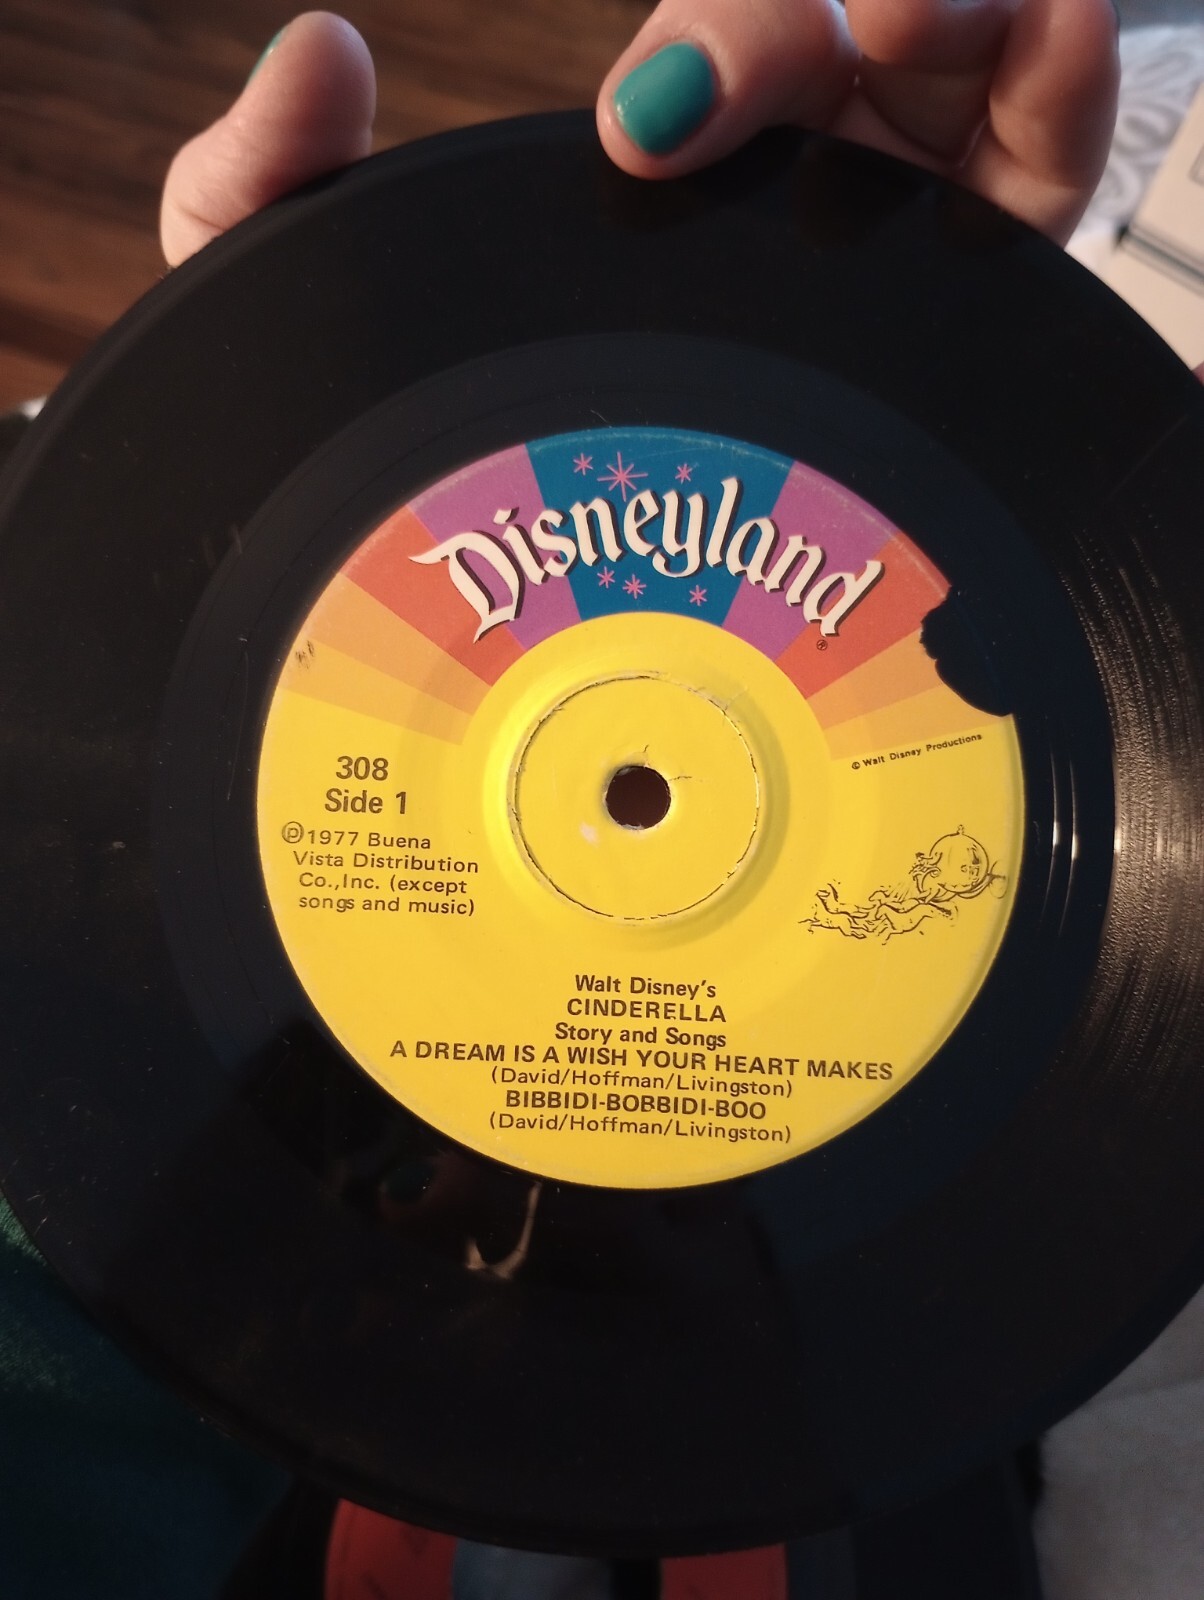 Disneyland
®
© Walt Disney Productions
308
Side 1
℗1977 Buena
Vista Distribution
Co.,Inc. (except
songs and music)
Walt Disney's
CINDERELLA
Story and Songs
A DREAM IS A WISH YOUR HEART MAKES
(David/Hoffman/Livingston)
BIBBIDI-BOBBIDI-BOO
(David/Hoffman/Livingston)